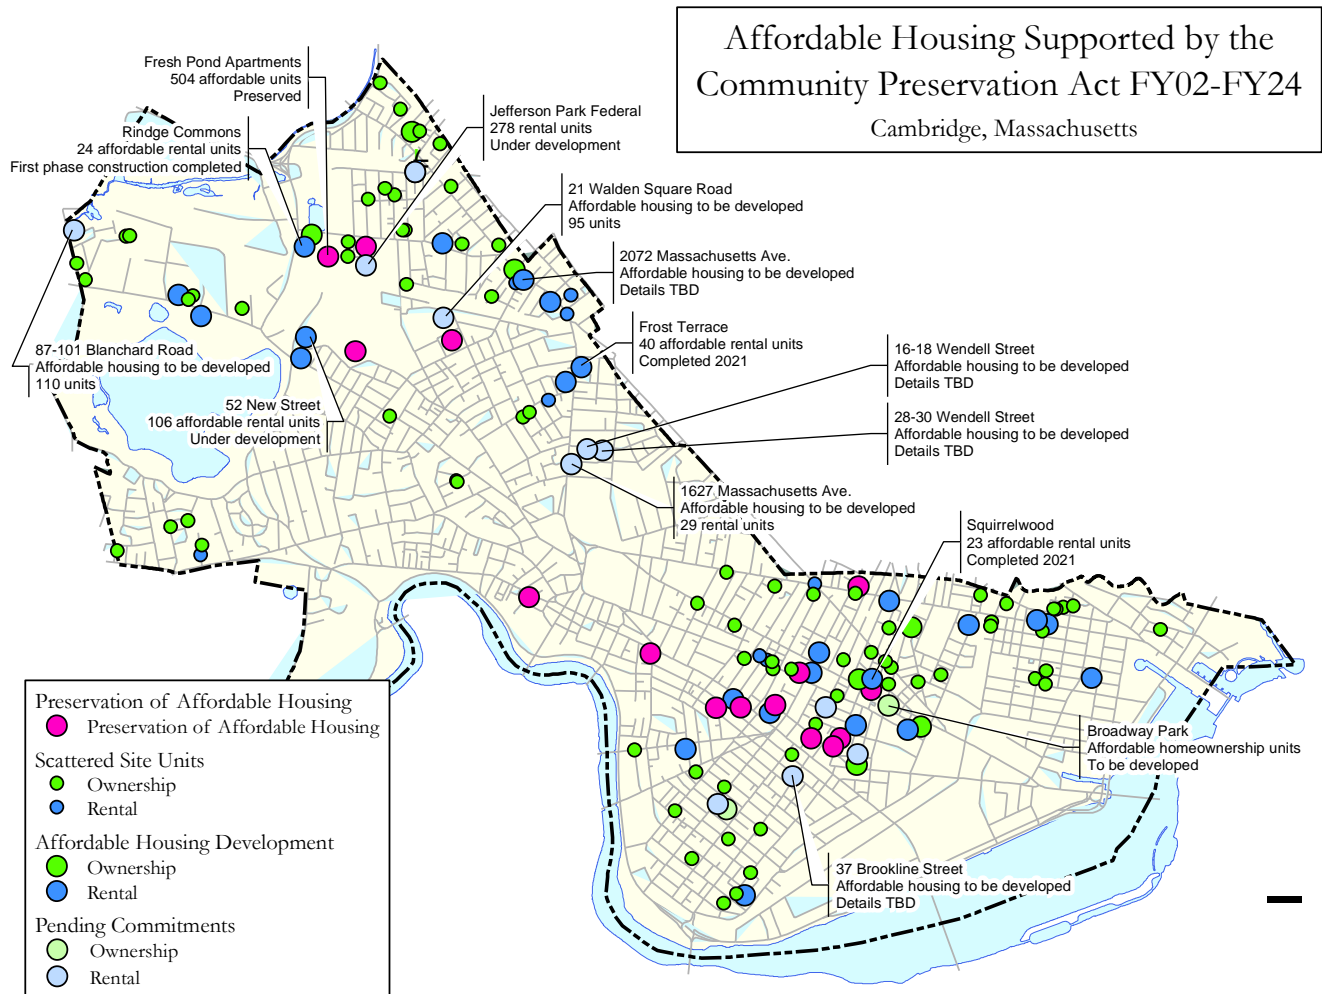 Affordable Housing Supported by the
Community Preservation Act FY02-FY24
Cambridge, Massachusetts
Fresh Pond Apartments
504 affordable units
Preserved
Rindge Commons
24 affordable rental units
First phase construction completed
Jefferson Park Federal
278 rental units
Under development
21 Walden Square Road
Affordable housing to be developed
95 units
2072 Massachusetts Ave.
Affordable housing to be developed
Details TBD
Frost Terrace
40 affordable rental units
Completed 2021
16-18 Wendell Street
Affordable housing to be developed
Details TBD
87-101 Blanchard Road
Affordable housing to be developed
110 units
52 New Street
106 affordable rental units
Under development
28-30 Wendell Street
Affordable housing to be developed
Details TBD
1627 Massachusetts Ave.
Affordable housing to be developed
29 rental units
Squirrelwood
23 affordable rental units
Completed 2021
Broadway Park
Affordable homeownership units
To be developed
37 Brookline Street
Affordable housing to be developed
Details TBD
Preservation of Affordable Housing
Preservation of Affordable Housing
Scattered Site Units
Ownership
Rental
Affordable Housing Development
Ownership
Rental
Pending Commitments
Ownership
Rental